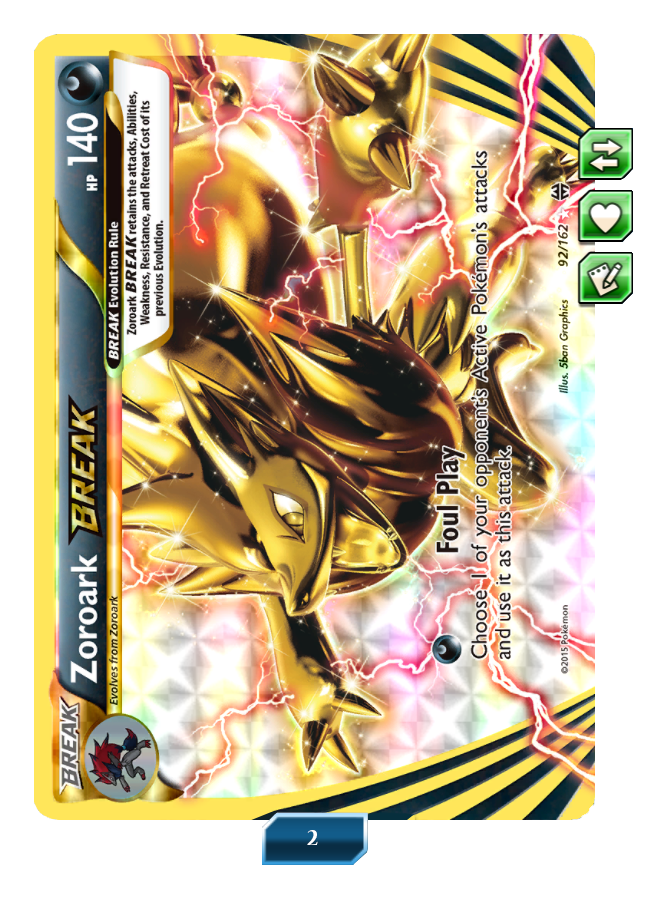 BREAK
Zoroark BREAK
HP 140
Evolves from Zoroark
BREAK Evolution Rule
Zoroark BREAK retains the attacks, Abilities,
Weakness, Resistance, and Retreat Cost of its
previous Evolution.
Foul Play
Choose 1 of your opponent's Active Pokémon's attacks
and use it as this attack.
©2015 Pokémon
Illus. 5ban Graphics
92/162
2